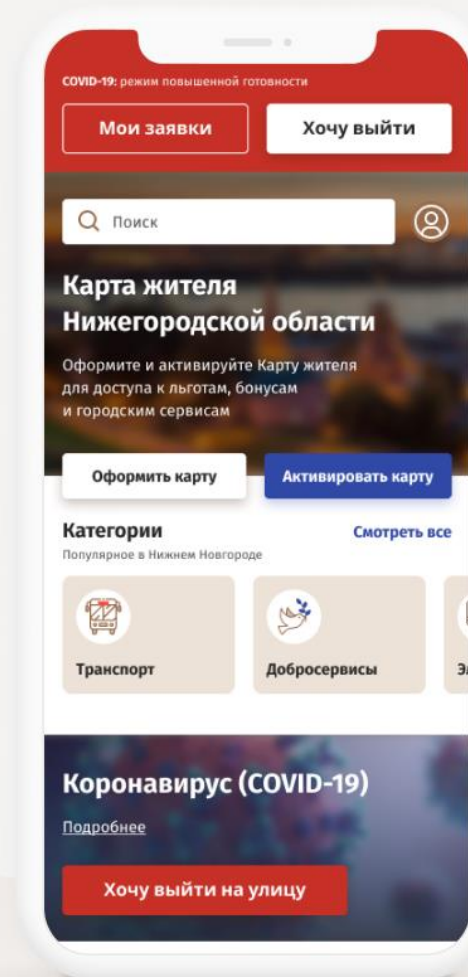 COVID-19: режим повышенной готовности
Мои заявки
Хочу выйти
Поиск
Карта жителя
Нижегородской области
Оформите и активируйте Карту жителя
для доступа к льготам, бонусам
и городским сервисам
Оформить карту
Активировать карту
Категории
Смотреть все
Популярное в Нижнем Новгороде
Транспорт
Добросервисы
Коронавирус (COVID-19)
Подробнее
Хочу выйти на улицу